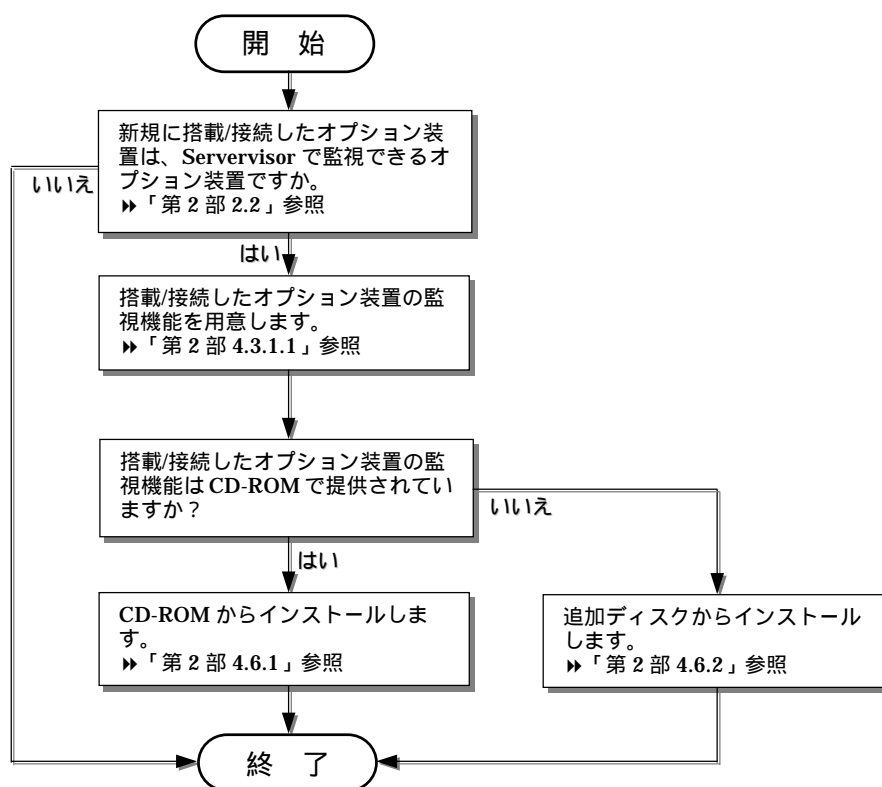 開　始
新規に搭載/接続したオプション装
置は、Servervisor で監視できるオ
プション装置ですか。
▶▶「第 2 部 2.2」参照
いいえ
はい
搭載/接続したオプション装置の監
視機能を用意します。
▶▶「第 2 部 4.3.1.1」参照
搭載/接続したオプション装置の監
視機能は CD-ROM で提供されてい
ますか？
いいえ
はい
CD-ROM からインストールしま
す。
▶▶「第 2 部 4.6.1」参照
追加ディスクからインストール
します。
▶▶「第 2 部 4.6.2」参照
終　了